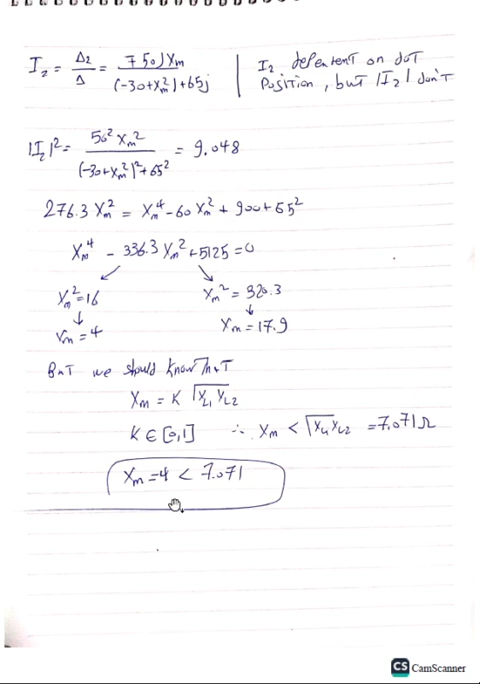 I₂ = Δ2/Δ = 7 50j Xm / (-30+Xm²)+65j | I₂ dependent on dot
Position, but |I₂| don't
|I₂|² = 50² Xm² / (-30+Xm²)²+65² = 9.048
276.3 Xm² = Xm⁴-60Xm²+900+65²
Xm⁴ - 336.3 Xm²+5125=0
Xm²=16 Xm² = 320.3
Xm = 4 Xm = 17.9
But we should know That
Xm = K √XL1 XL2
K ∈ [0,1] ∴ Xm < √XL1 XL2 = 7.071Ω
Xm = 4 < 7.071
CS CamScanner